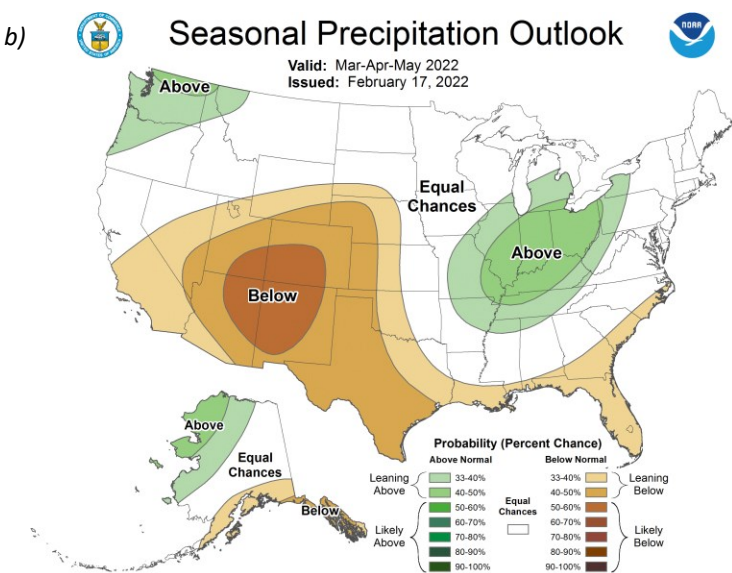 b)
Seasonal Precipitation Outlook
NOAA
Valid: Mar-Apr-May 2022
Issued: February 17, 2022
Above
Equal
Chances
Above
Below
Above
Equal
Chances
Below
Probability (Percent Chance)
Above Normal
Below Normal
Leaning
Above
33-40%
40-50%
50-60%
60-70%
70-80%
80-90%
90-100%
Likely
Above
Equal
Chances
33-40%
40-50%
50-60%
60-70%
70-80%
80-90%
90-100%
Leaning
Below
Likely
Below